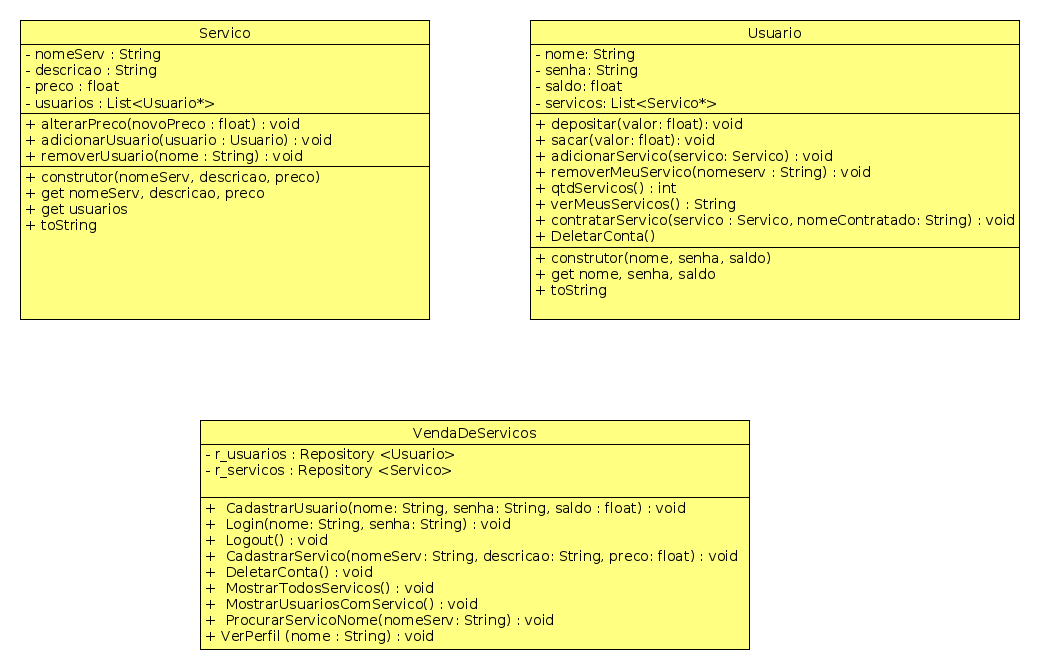 Servico
- nomeServ : String
- descricao : String
- preco : float
- usuarios : List<Usuario*>
+ alterarPreco(novoPreco : float) : void
+ adicionarUsuario(usuario : Usuario) : void
+ removerUsuario(nome : String) : void
+ construtor(nomeServ, descricao, preco)
+ get nomeServ, descricao, preco
+ get usuarios
+ toString
Usuario
- nome: String
- senha: String
- saldo: float
- servicos: List<Servico*>
+ depositar(valor: float): void
+ sacar(valor: float): void
+ adicionarServico(servico: Servico) : void
+ removerMeuServico(nomeserv : String) : void
+ qtdServicos() : int
+ verMeusServicos() : String
+ contratarServico(servico : Servico, nomeContratado: String) : void
+ DeletarConta()
+ construtor(nome, senha, saldo)
+ get nome, senha, saldo
+ toString
VendaDeServicos
- r_usuarios : Repository <Usuario>
- r_servicos : Repository <Servico>
+  CadastrarUsuario(nome: String, senha: String, saldo : float) : void
+  Login(nome: String, senha: String) : void
+  Logout() : void
+  CadastrarServico(nomeServ: String, descricao: String, preco: float) : void
+  DeletarConta() : void
+  MostrarTodosServicos() : void
+  MostrarUsuariosComServico() : void
+  ProcurarServicoNome(nomeServ: String) : void
+ VerPerfil (nome : String) : void